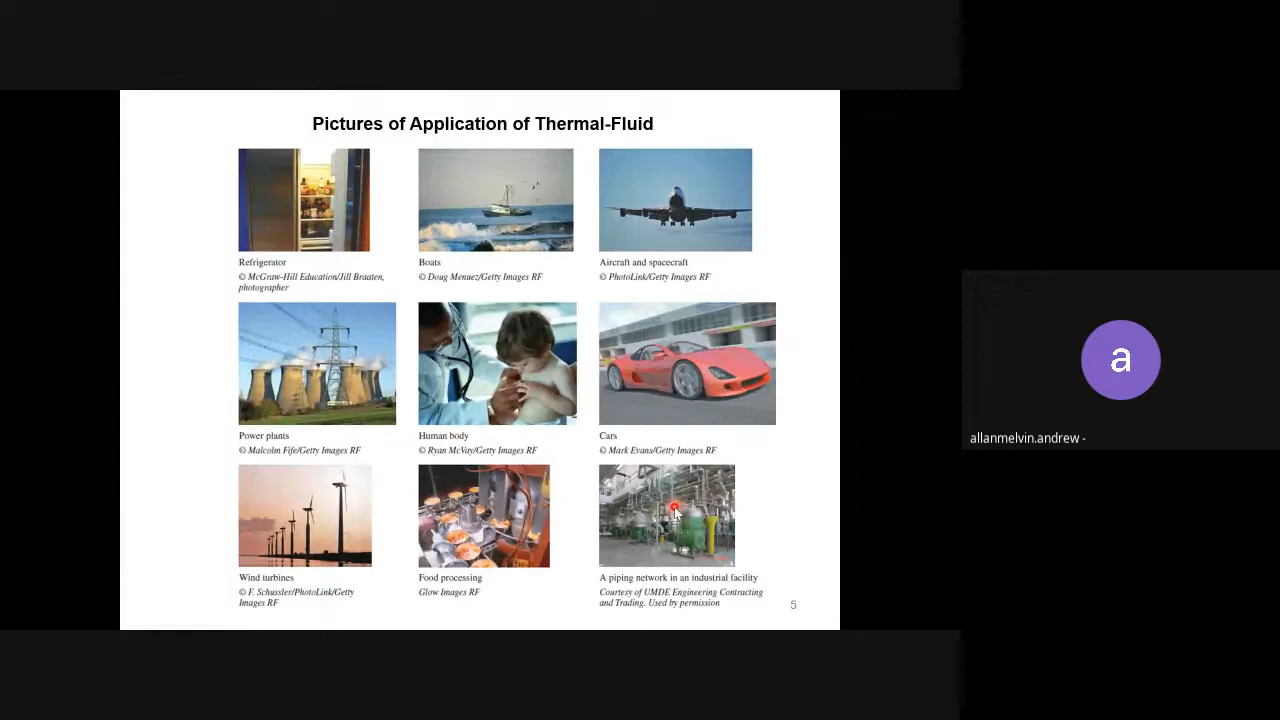 Pictures of Application of Thermal-Fluid
Refrigerator
© McGraw-Hill Education/Jill Braaten,
photographer
Boats
© Doug Menuez/Getty Images RF
Aircraft and spacecraft
© PhotoLink/Getty Images RF
Power plants
© Malcolm Fife/Getty Images RF
Human body
© Ryan McVay/Getty Images RF
Cars
© Mark Evans/Getty Images RF
Wind turbines
© F. Schussler/PhotoLink/Getty
Images RF
Food processing
Glow Images RF
A piping network in an industrial facility
Courtesy of UMDE Engineering Contracting
and Trading. Used by permission
5
a
allanmelvin.andrew -